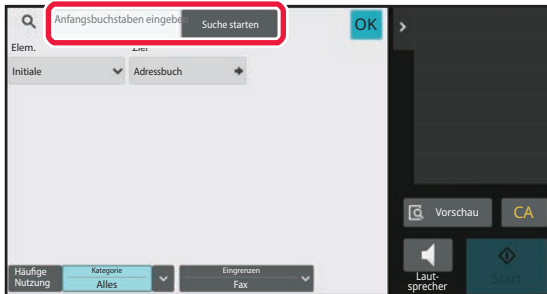 Anfangsbuchstaben eingeben
Suche starten
OK
Elem.
Ziel
Initiale
Adressbuch
Vorschau
CA
Häufige
Nutzung
Kategorie
Alles
Eingrenzen
Fax
Laut-
sprecher
Start